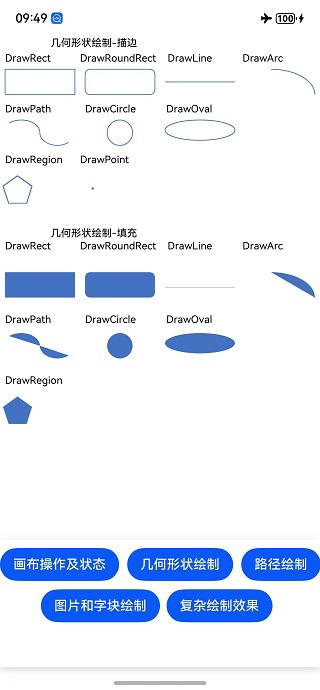 09:49
100
几何形状绘制-描边
DrawRect DrawRoundRect DrawLine DrawArc
DrawPath DrawCircle DrawOval
DrawRegion DrawPoint
几何形状绘制-填充
DrawRect DrawRoundRect DrawLine DrawArc
DrawPath DrawCircle DrawOval
DrawRegion
画布操作及状态 几何形状绘制 路径绘制
图片和字块绘制 复杂绘制效果